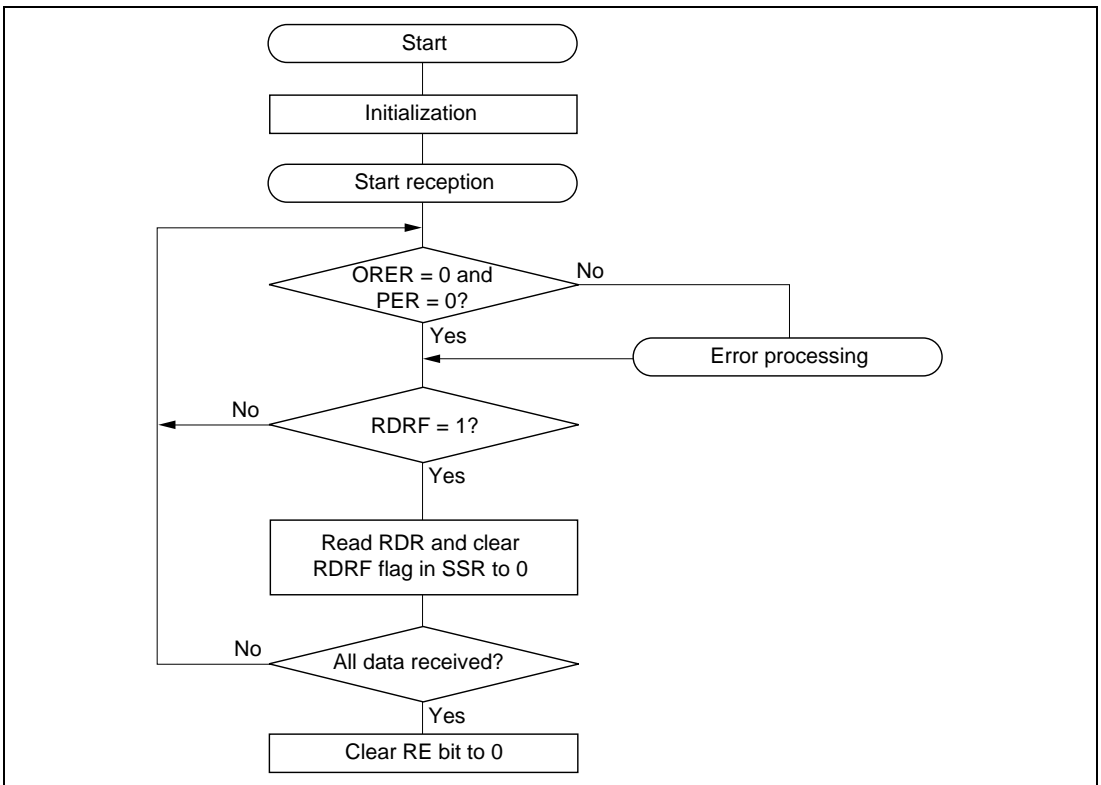 Start
Initialization
Start reception
ORER = 0 and
PER = 0?
No
Yes
Error processing
No
RDRF = 1?
Yes
Read RDR and clear
RDRF flag in SSR to 0
No
All data received?
Yes
Clear RE bit to 0